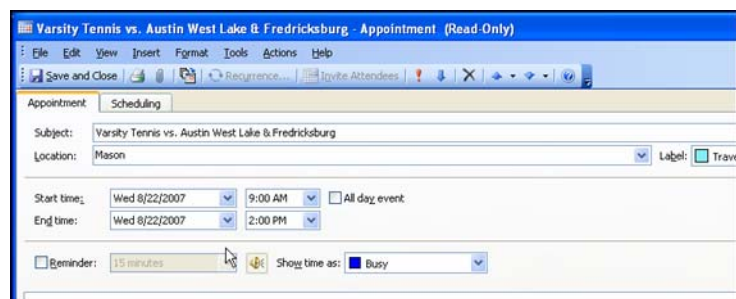 Varsity Tennis vs. Austin West Lake & Fredricksburg - Appointment (Read-Only)
File Edit View Insert Format Tools Actions Help
Save and Close Recurrence... Invite Attendees
Appointment Scheduling
Subject: Varsity Tennis vs. Austin West Lake & Fredricksburg
Location: Mason Label: Trave
Start time: Wed 8/22/2007 9:00 AM All day event
End time: Wed 8/22/2007 2:00 PM
Reminder: 15 minutes Show time as: Busy